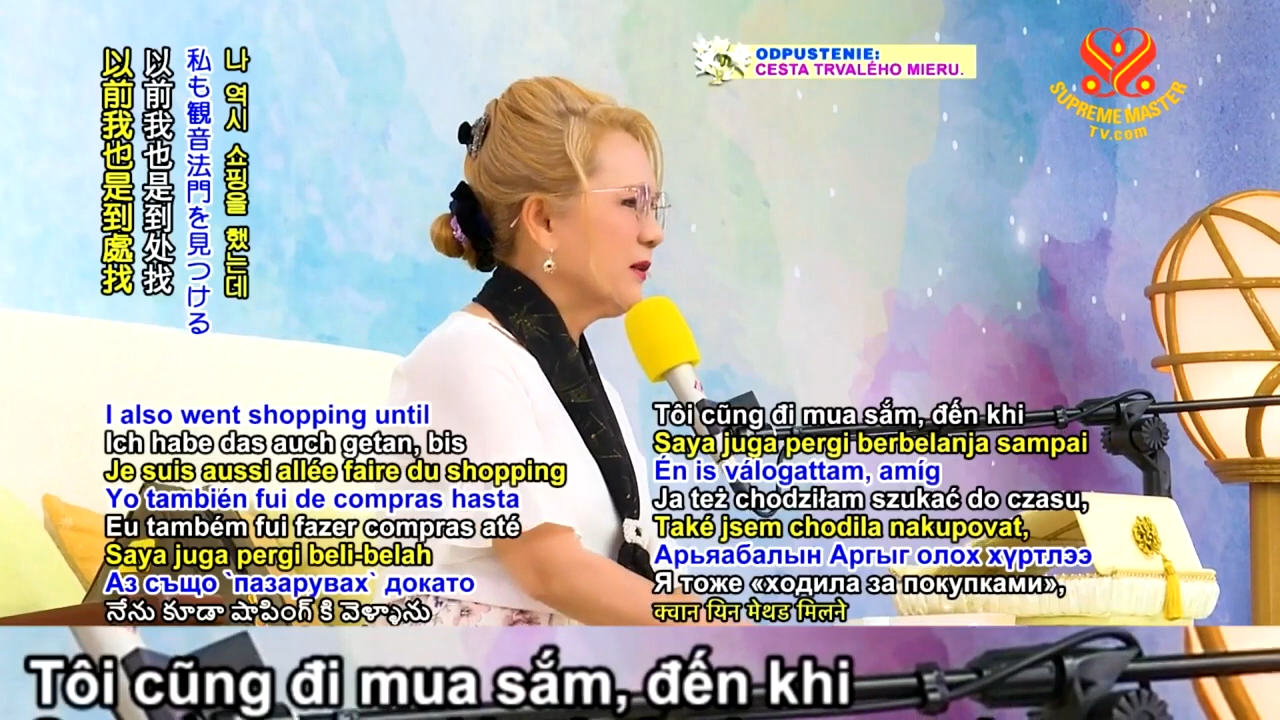 以前我也是到處找
以前我也是到处找
私も観音法門を見つける
나 역시 쇼핑을 했는데
ODPUSTENIE:
CESTA TRVALÉHO MIERU.
SUPREME MASTER
TV.com
I also went shopping until
Ich habe das auch getan, bis
Je suis aussi allée faire du shopping
Yo también fui de compras hasta
Eu também fui fazer compras até
Saya juga pergi beli-belah
Аз също `пазарувах` докато
నేను కూడా షాపింగ్ కి వెళ్ళాను
Tôi cũng đi mua sắm, đến khi
Saya juga pergi berbelanja sampai
Én is válogattam, amíg
Ja też chodziłam szukać do czasu,
Také jsem chodila nakupovat,
Арьяабалын Аргыг олох хүртлээ
Я тоже «ходила за покупками»,
क्वान यिन मेथड मिलने
Tôi cũng đi mua sắm, đến khi